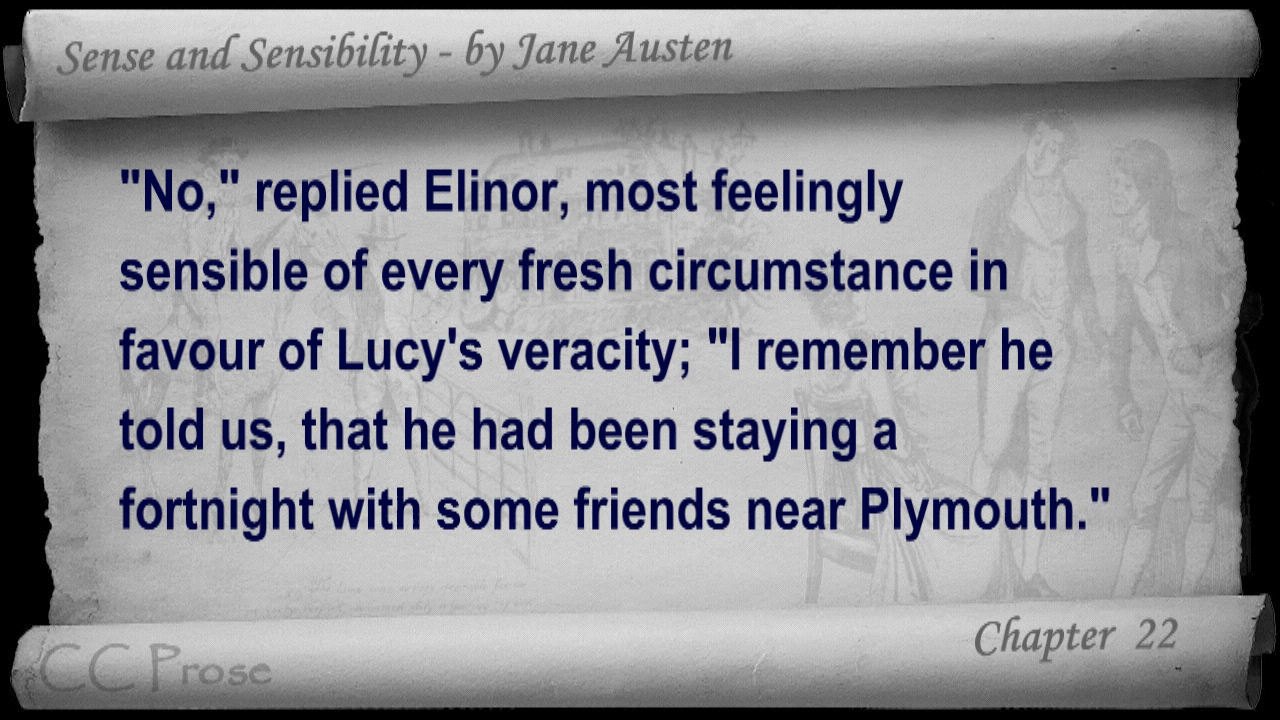 Sense and Sensibility - by Jane Austen
"No," replied Elinor, most feelingly
sensible of every fresh circumstance in
favour of Lucy's veracity; "I remember he
told us, that he had been staying a
fortnight with some friends near Plymouth."
Chapter 22
CC Prose